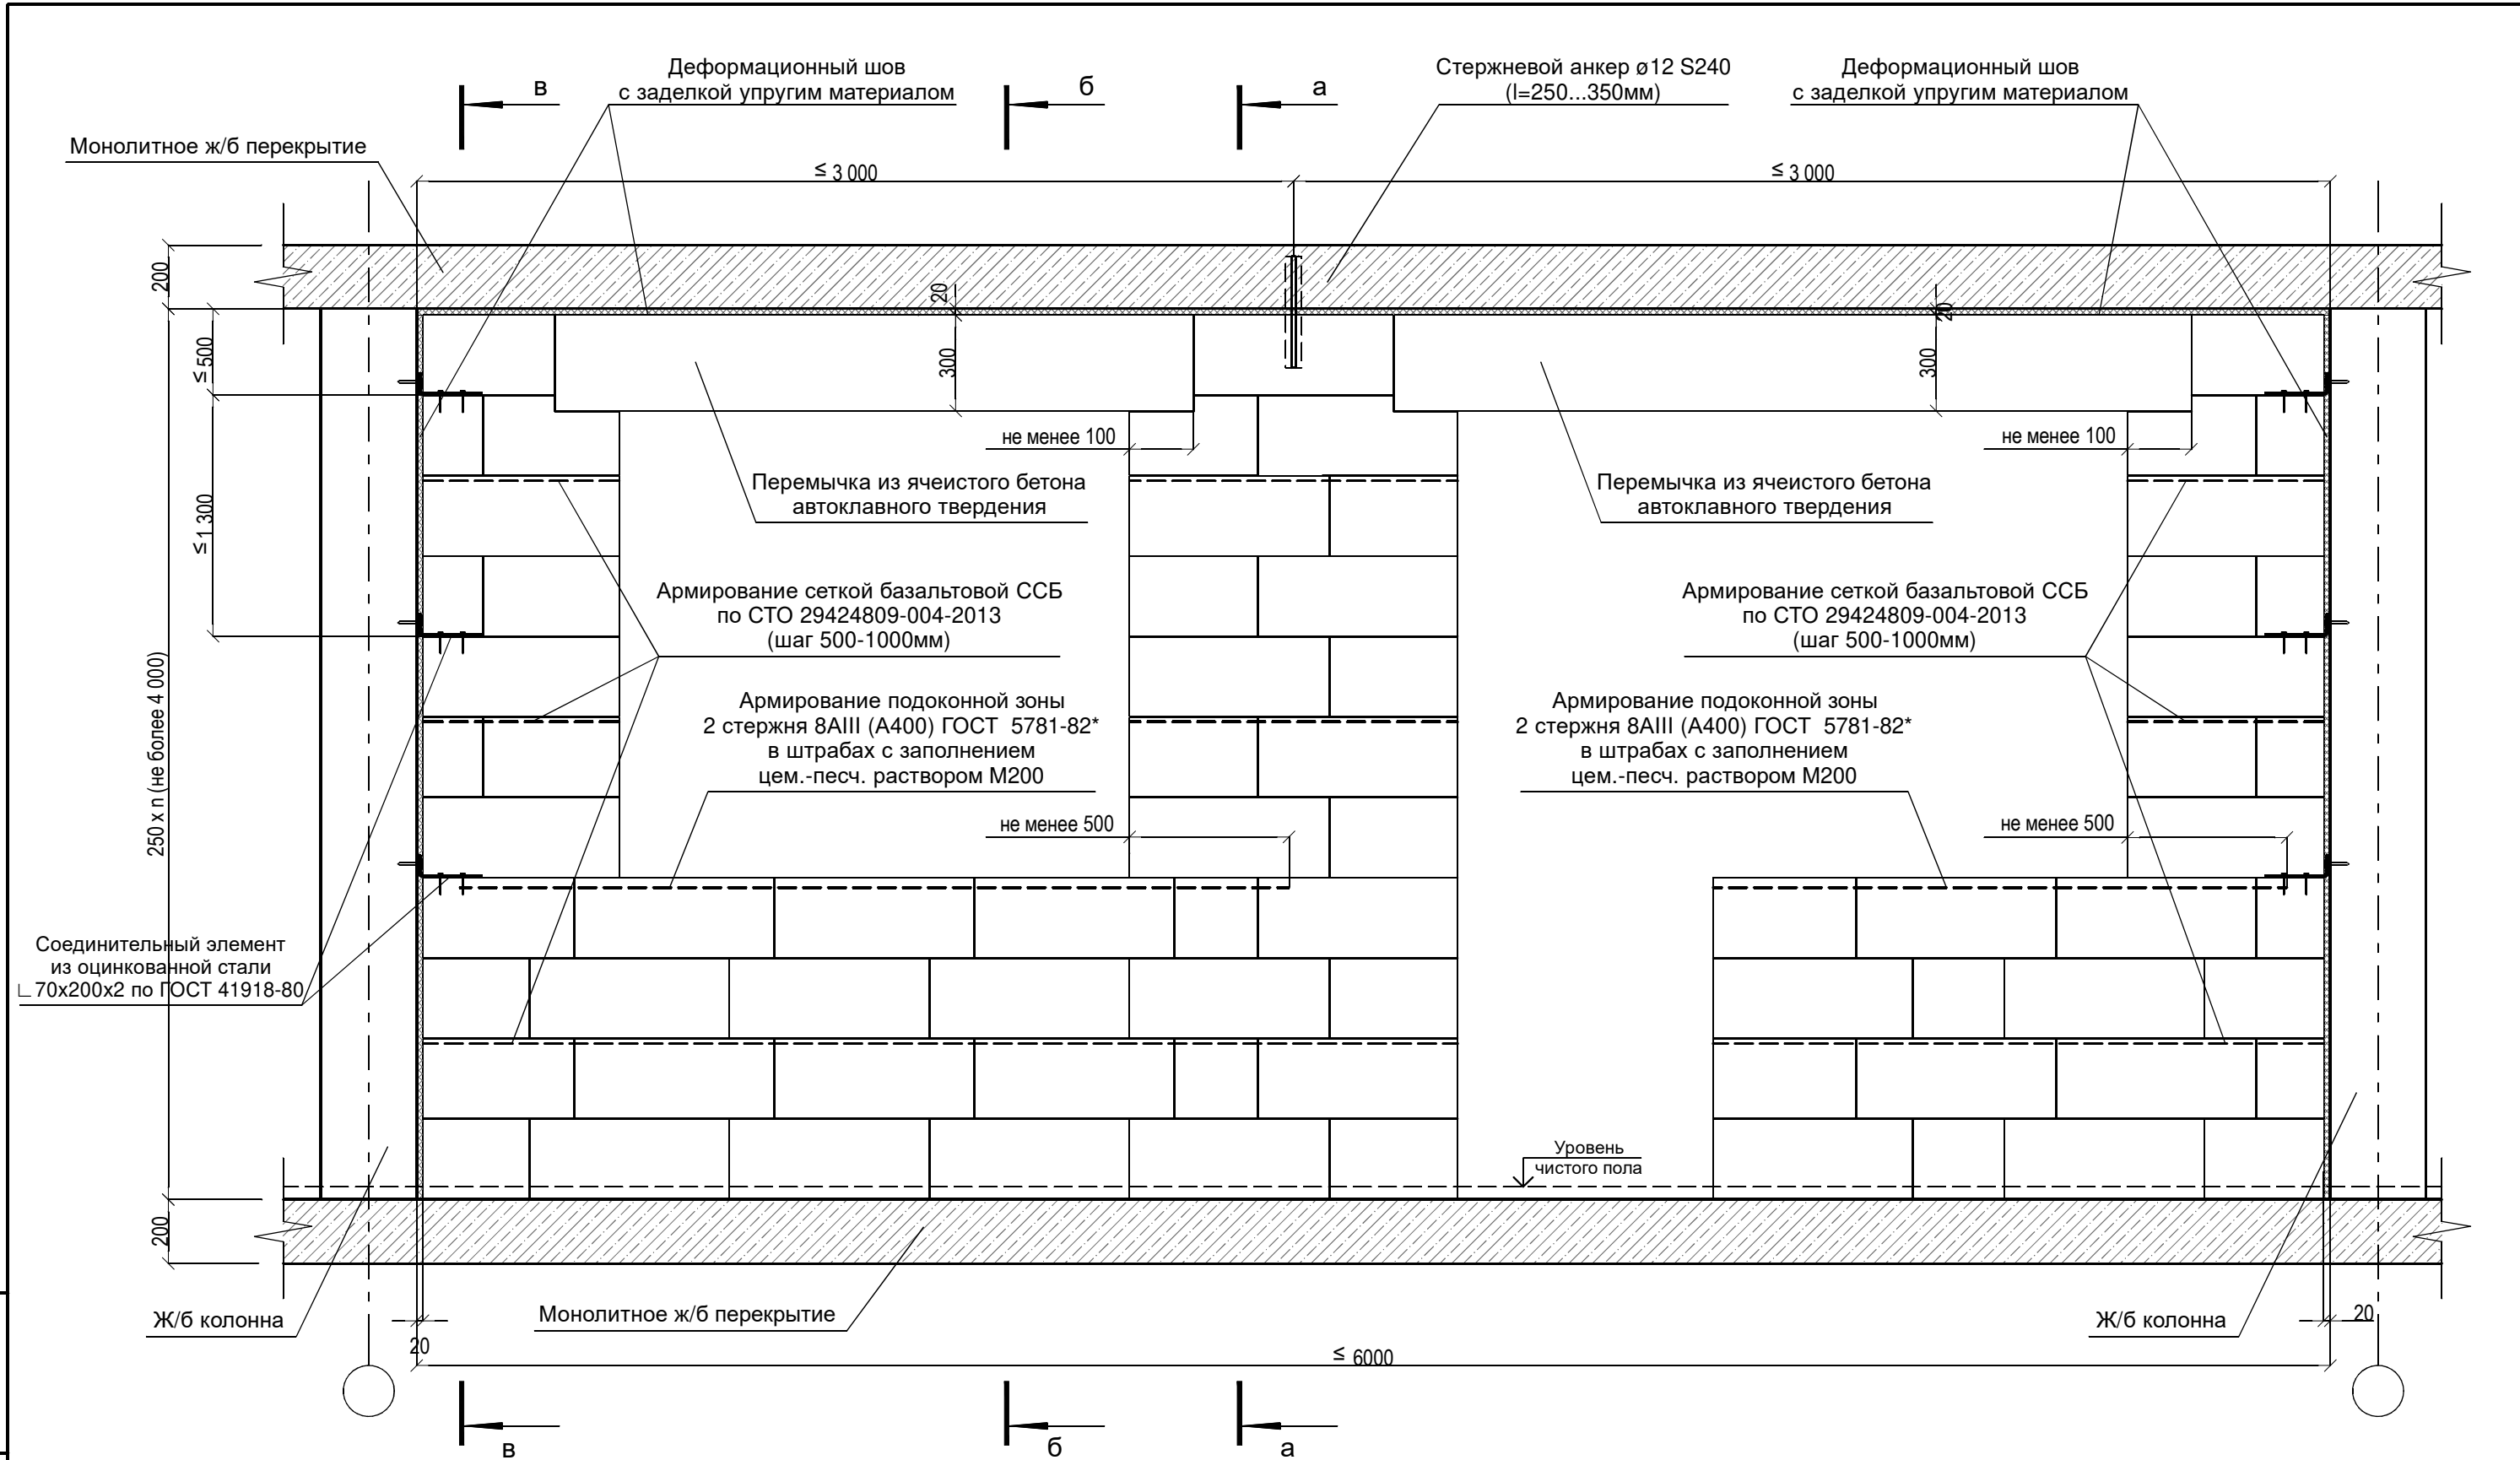 в
б
а
Деформационный шов
с заделкой упругим материалом
Стержневой анкер ø12 S240
(l=250...350мм)
Деформационный шов
с заделкой упругим материалом
Монолитное ж/б перекрытие
≤ 3 000
≤ 3 000
200
20
20
≤ 500
300
300
не менее 100
не менее 100
Перемычка из ячеистого бетона
автоклавного твердения
Перемычка из ячеистого бетона
автоклавного твердения
≤ 1 300
Армирование сеткой базальтовой ССБ
по СТО 29424809-004-2013
(шаг 500-1000мм)
Армирование сеткой базальтовой ССБ
по СТО 29424809-004-2013
(шаг 500-1000мм)
250 х n (не более 4 000)
Армирование подоконной зоны
2 стержня 8АIII (А400) ГОСТ 5781-82*
в штрабах с заполнением
цем.-песч. раствором М200
Армирование подоконной зоны
2 стержня 8АIII (А400) ГОСТ 5781-82*
в штрабах с заполнением
цем.-песч. раствором М200
не менее 500
не менее 500
Соединительный элемент
из оцинкованной стали
∟70х200х2 по ГОСТ 41918-80
Уровень
чистого пола
200
Ж/б колонна
Монолитное ж/б перекрытие
Ж/б колонна
20
20
≤ 6000
в
б
а